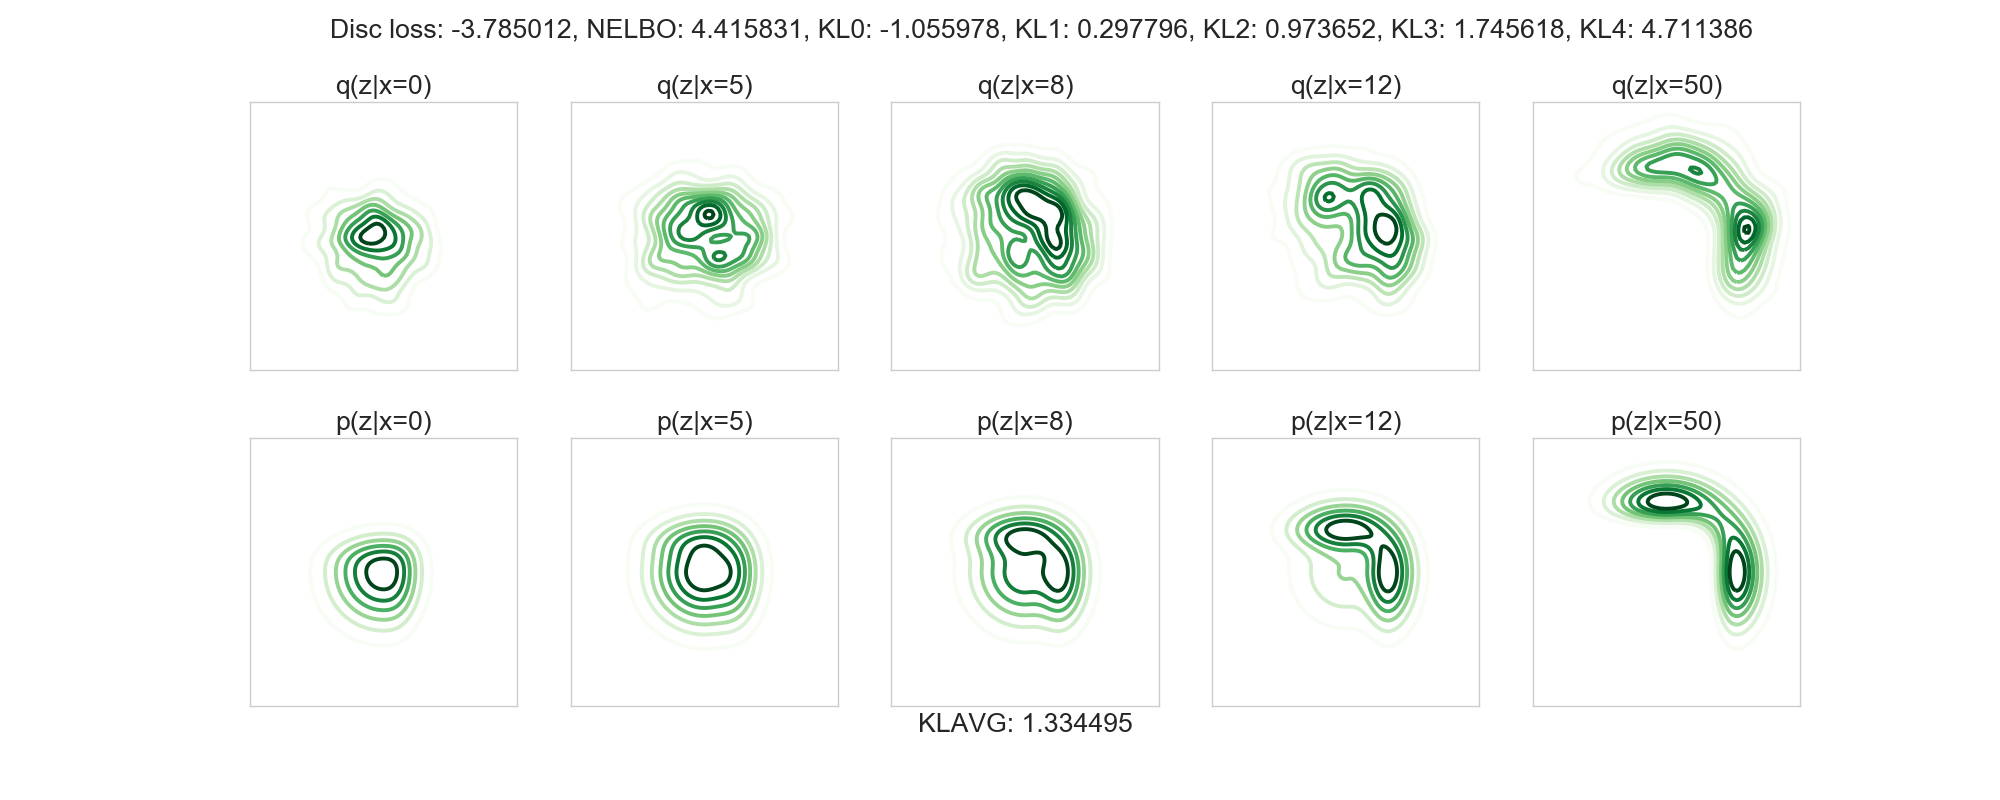 Disc loss: -3.785012, NELBO: 4.415831, KL0: -1.055978, KL1: 0.297796, KL2: 0.973652, KL3: 1.745618, KL4: 4.711386
q(z|x=0) q(z|x=5) q(z|x=8) q(z|x=12) q(z|x=50)
p(z|x=0) p(z|x=5) p(z|x=8) p(z|x=12) p(z|x=50)
KLAVG: 1.334495